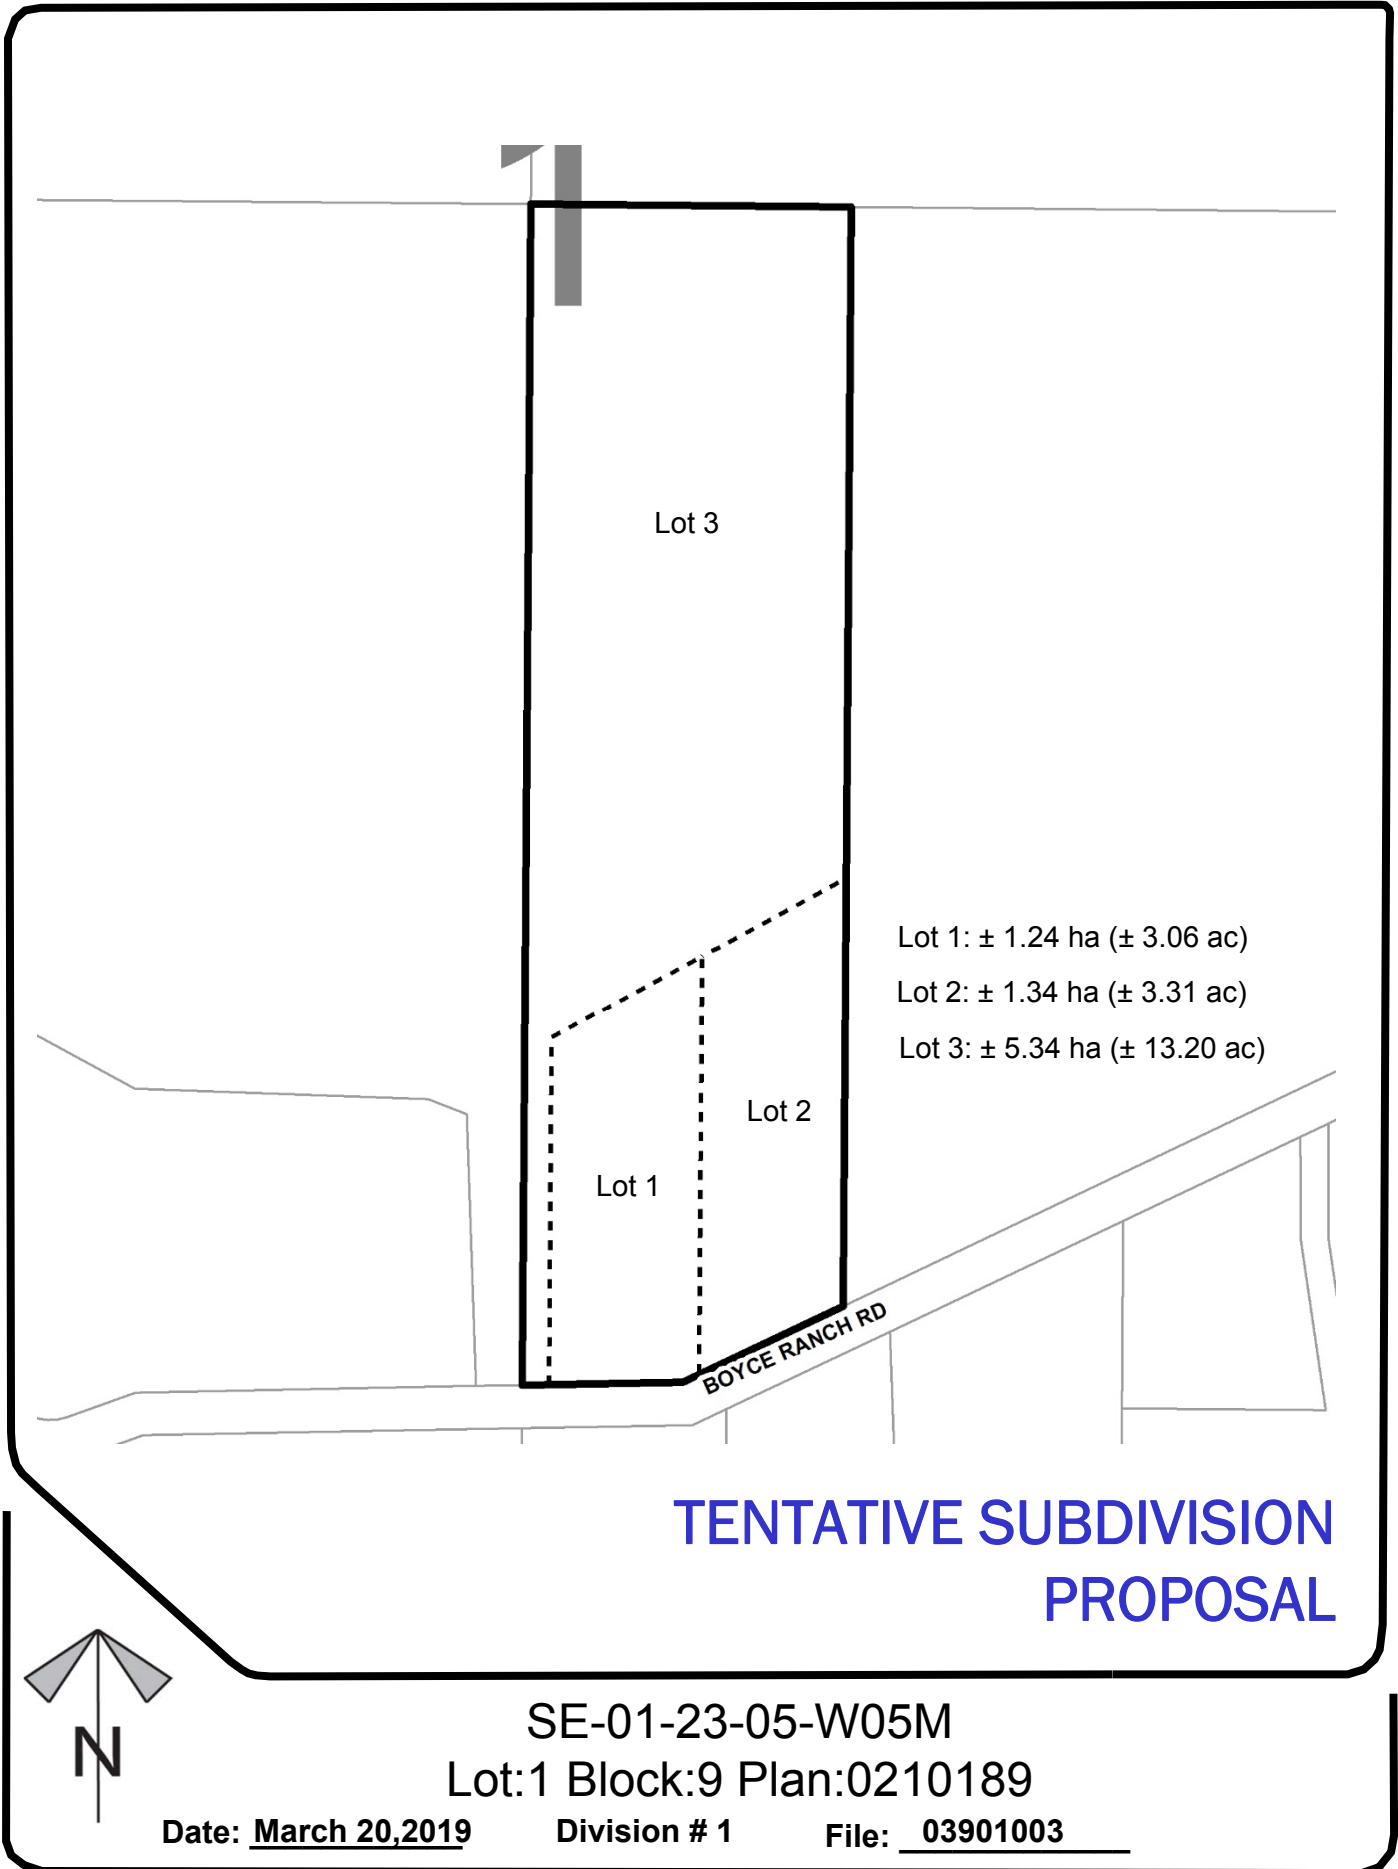 Lot 3
Lot 1: ± 1.24 ha (± 3.06 ac)
Lot 2: ± 1.34 ha (± 3.31 ac)
Lot 3: ± 5.34 ha (± 13.20 ac)
Lot 2
Lot 1
BOYCE RANCH RD
TENTATIVE SUBDIVISION
PROPOSAL
N
SE-01-23-05-W05M
Lot:1 Block:9 Plan:0210189
Date: March 20,2019 Division # 1 File: 03901003